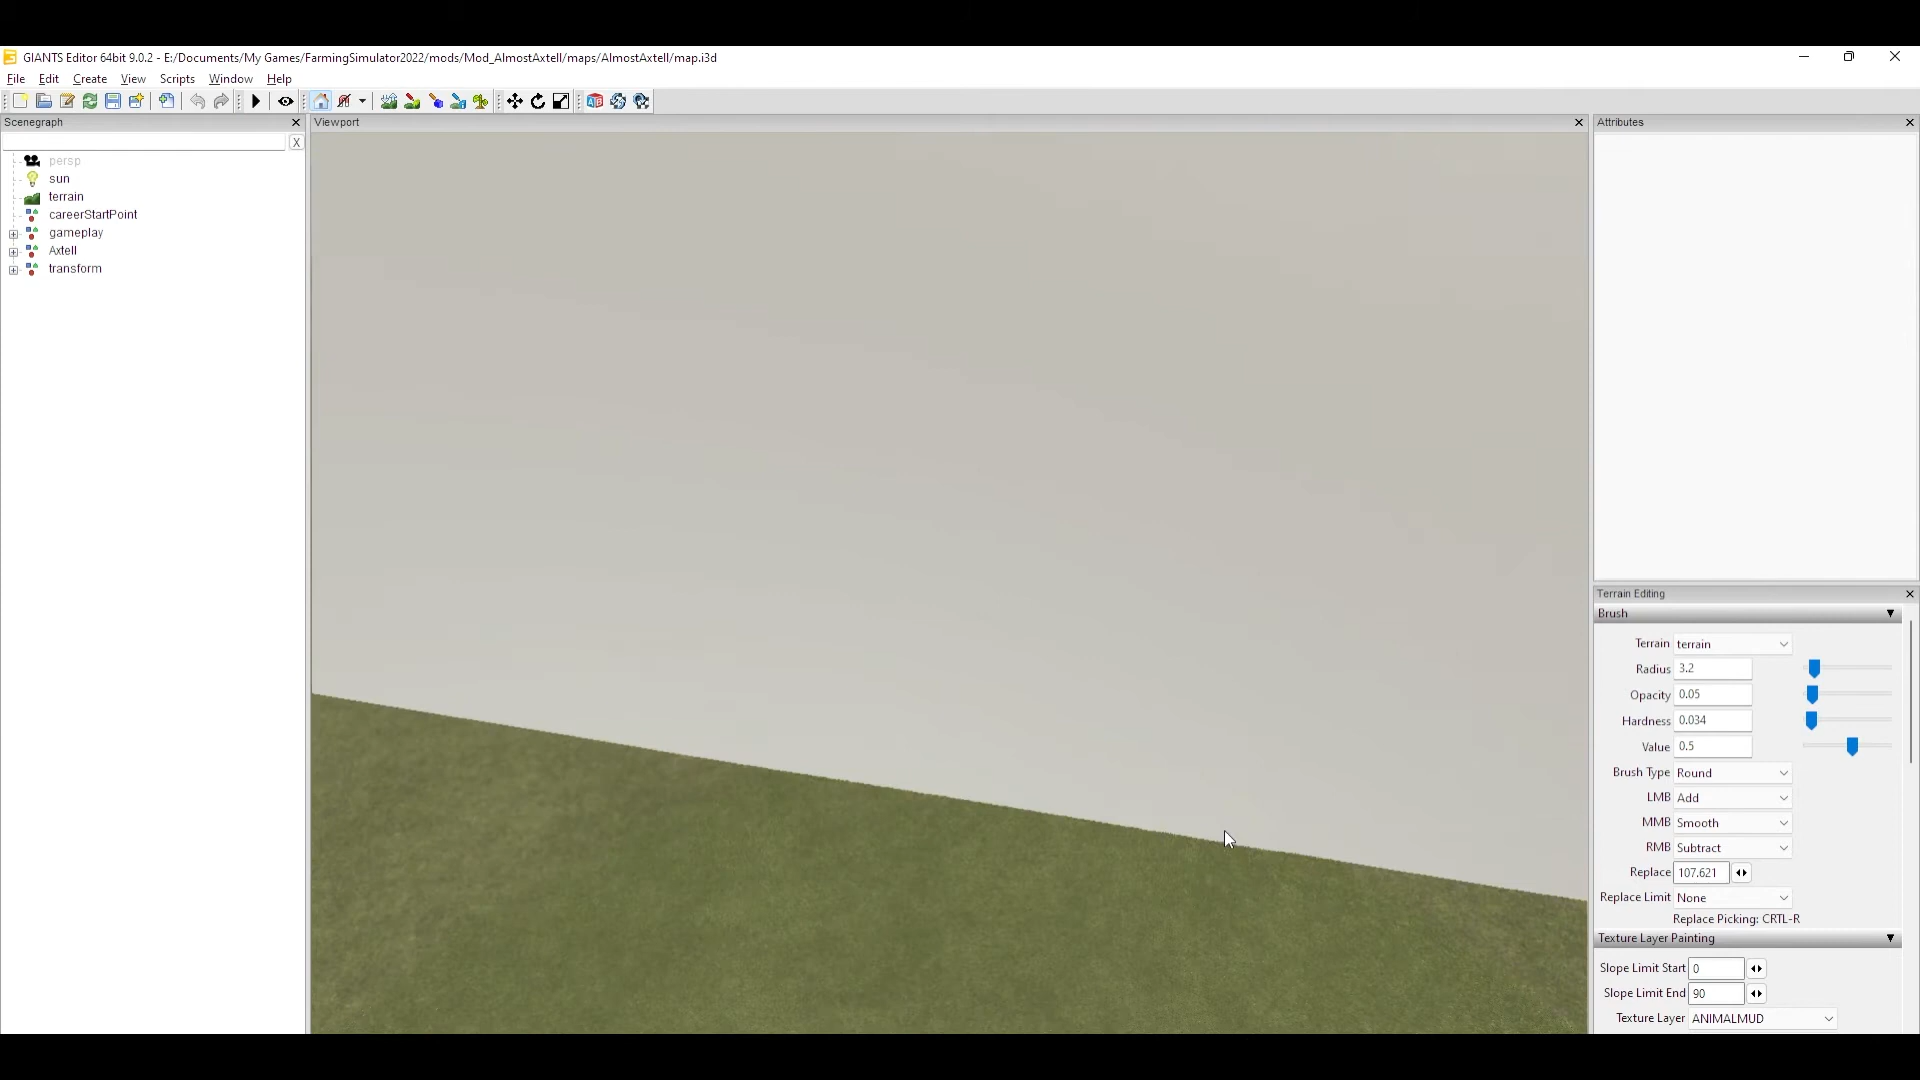 GIANTS Editor 64bit 9.0.2 - E:/Documents/My Games/FarmingSimulator2022/mods/Mod_AlmostAxtell/maps/AlmostAxtell/map.i3d
File Edit Create View Scripts Window Help
Scenegraph
X
persp
sun
terrain
careerStartPoint
gameplay
Axtell
transform
Viewport
Attributes
Terrain Editing
Brush
Terrain terrain
Radius 3.2
Opacity 0.05
Hardness 0.034
Value 0.5
Brush Type Round
LMB Add
MMB Smooth
RMB Subtract
Replace 107.621
Replace Limit None
Replace Picking: CRTL-R
Texture Layer Painting
Slope Limit Start 0
Slope Limit End 90
Texture Layer ANIMALMUD